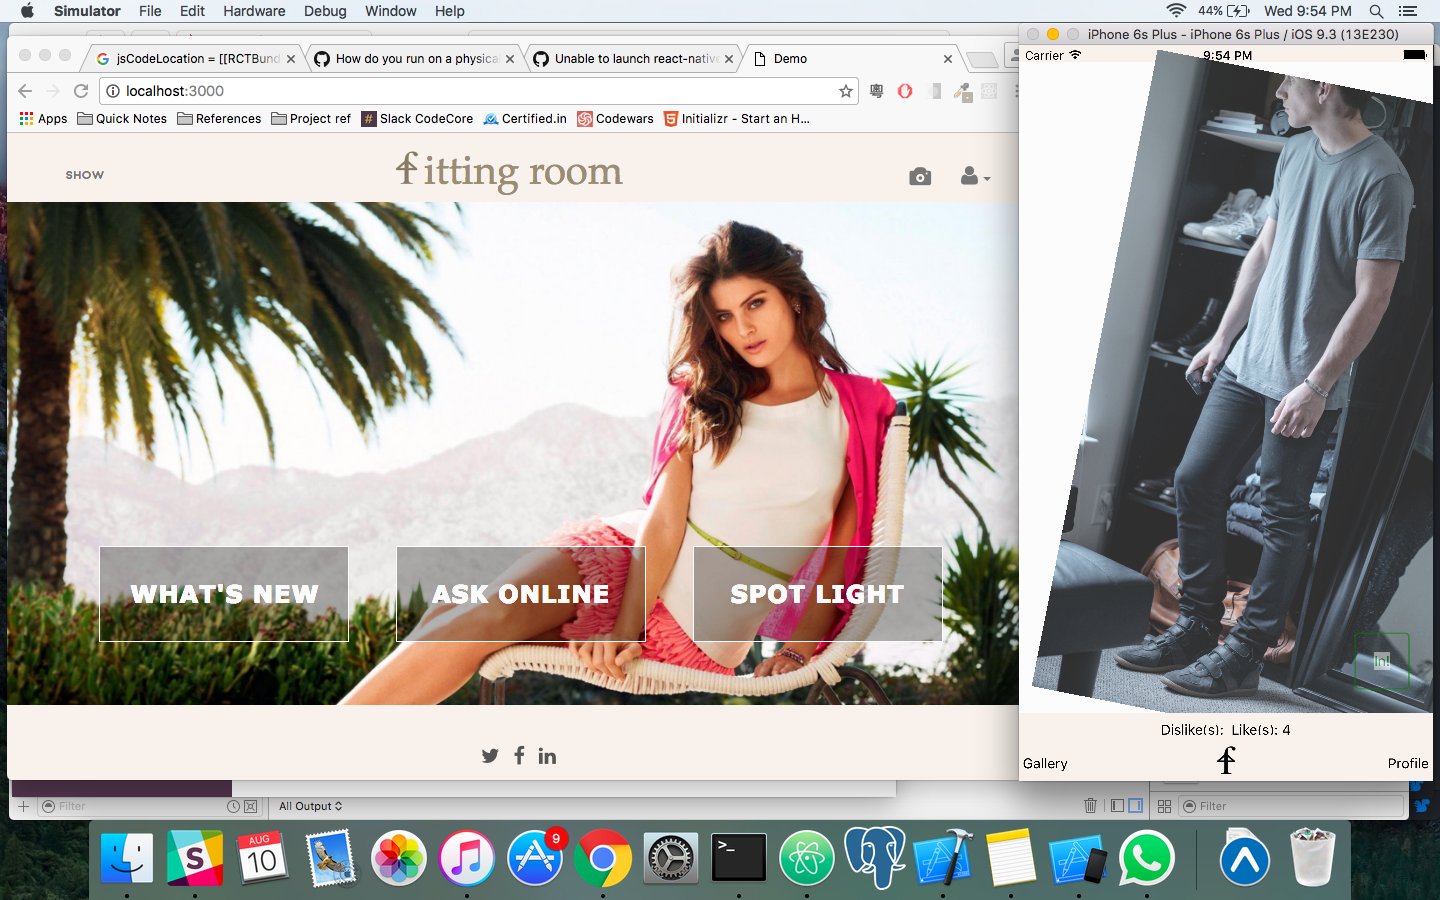 Simulator File Edit Hardware Debug Window Help
44% Wed 9:54 PM
jsCodeLocation = [[RCTBund
How do you run on a physica
Unable to launch react-native
Demo
localhost:3000
Apps Quick Notes References Project ref # Slack CodeCore Certified.in Codewars Initializr - Start an H...
SHOW
fitting room
WHAT'S NEW
ASK ONLINE
SPOT LIGHT
iPhone 6s Plus - iPhone 6s Plus / iOS 9.3 (13E230)
Carrier 9:54 PM
In!
Dislike(s): Like(s): 4
Gallery f Profile
Filter
All Output
Filter
AUG
10
9